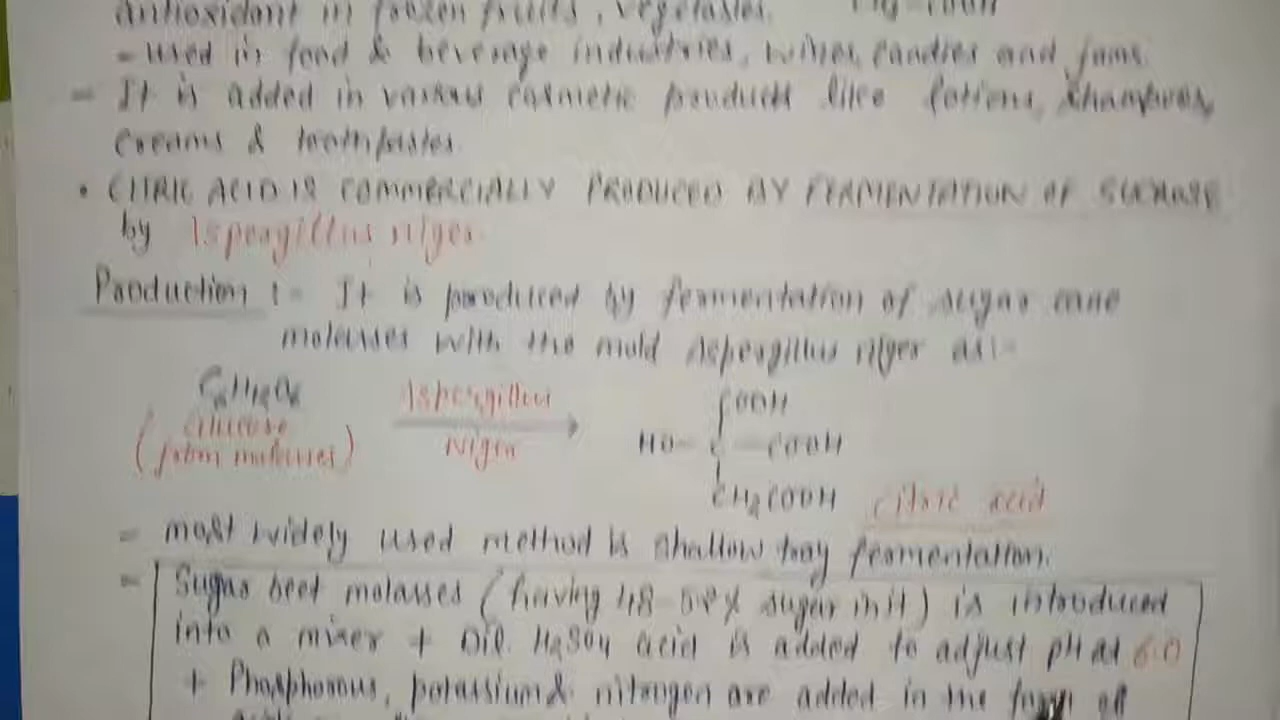 antioxidant in frozen fruits, vegetables.
- used in food & beverage industries, wines, candies and jams.
- It is added in various cosmetic products like lotions, shampoos,
creams & toothpastes.
• CITRIC ACID IS COMMERCIALLY PRODUCED BY FERMENTATION OF SUCROSE
by Aspergillus niger.
Production :- It is produced by fermentation of sugar cane
molasses with the mold Aspergillus niger as:-
C6H12O6 Aspergillus COOH
Glucose Niger HO- C -COOH
(from molasses)
CH2COOH citric acid
- most widely used method is shallow tray fermentation.
- Sugar beet molasses (having 48-52% sugar in it) is introduced
into a mixer + Dil. H2SO4 acid is added to adjust pH at 6.0
+ Phosphorous, potassium & nitrogen are added in the form of